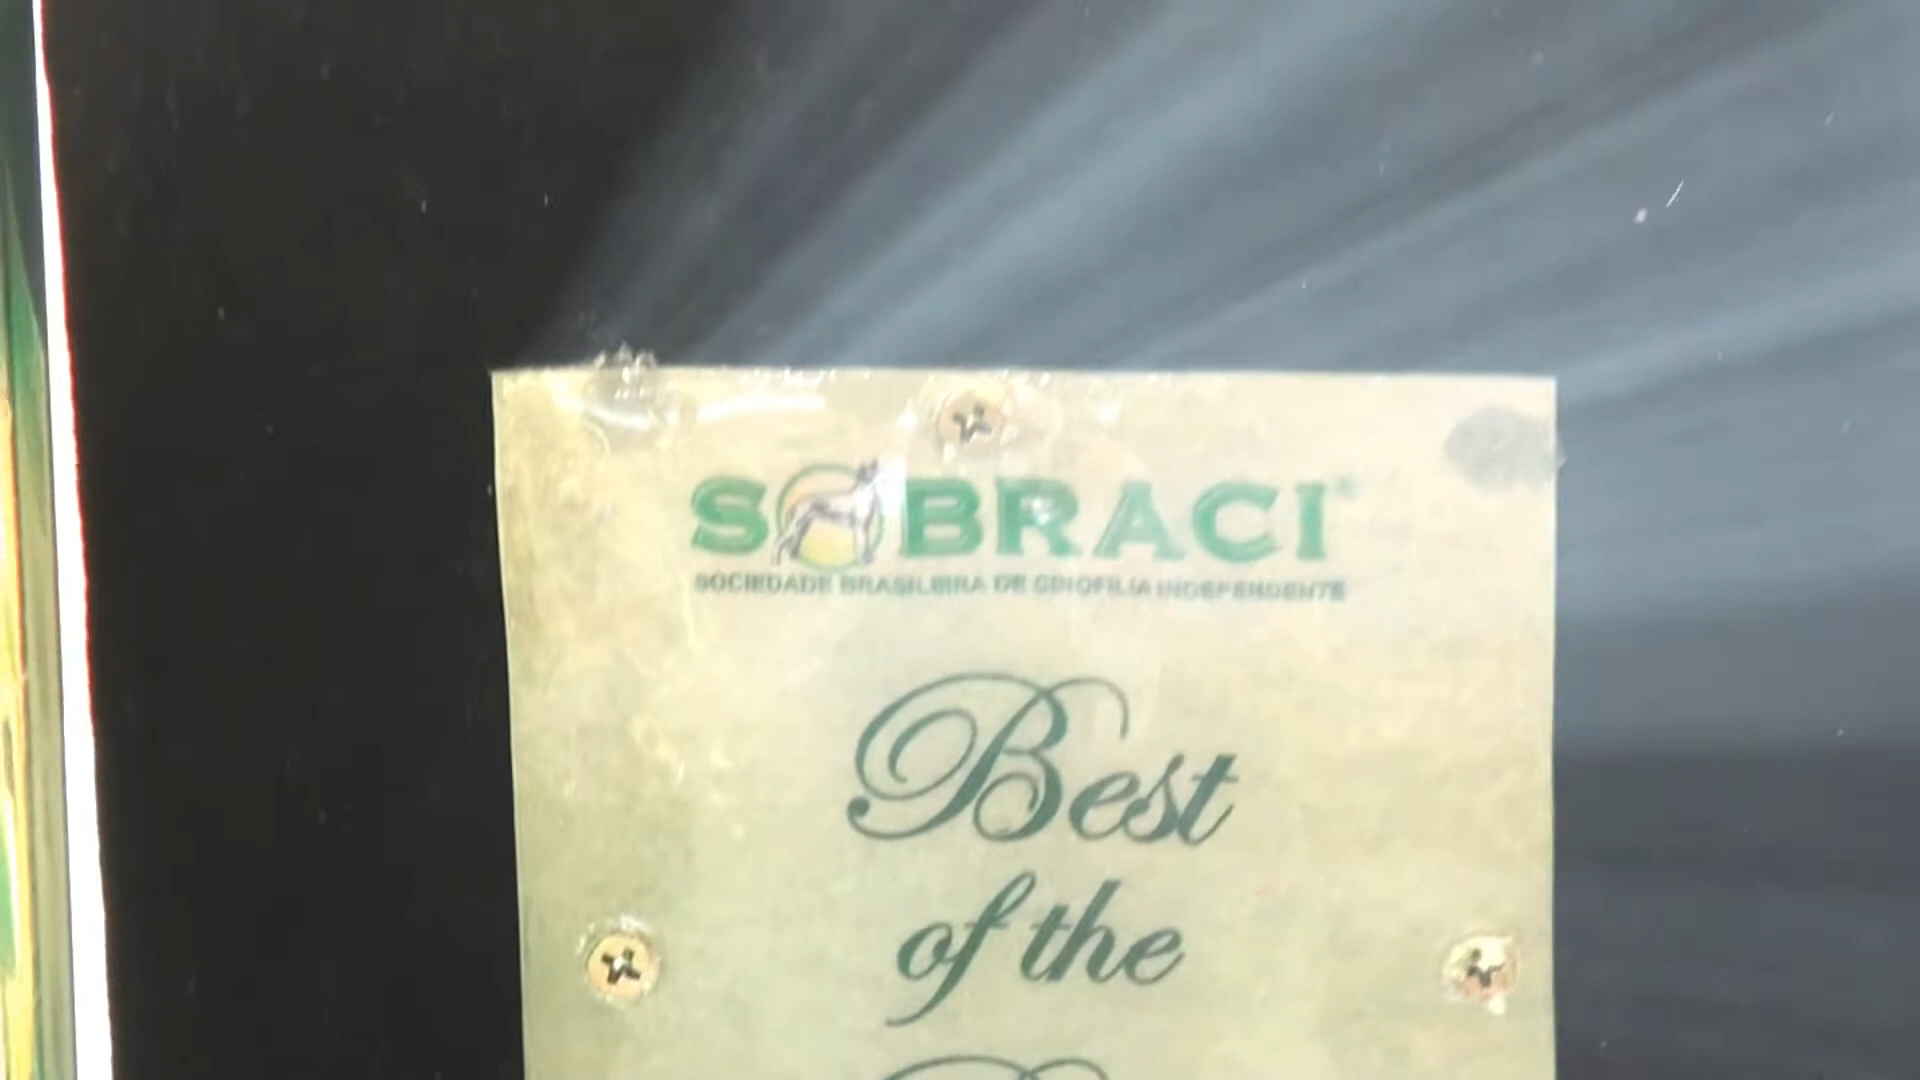 SOBRACI®
SOCIEDADE BRASILEIRA DE CINOFILIA INDEPENDENTE
Best
of the